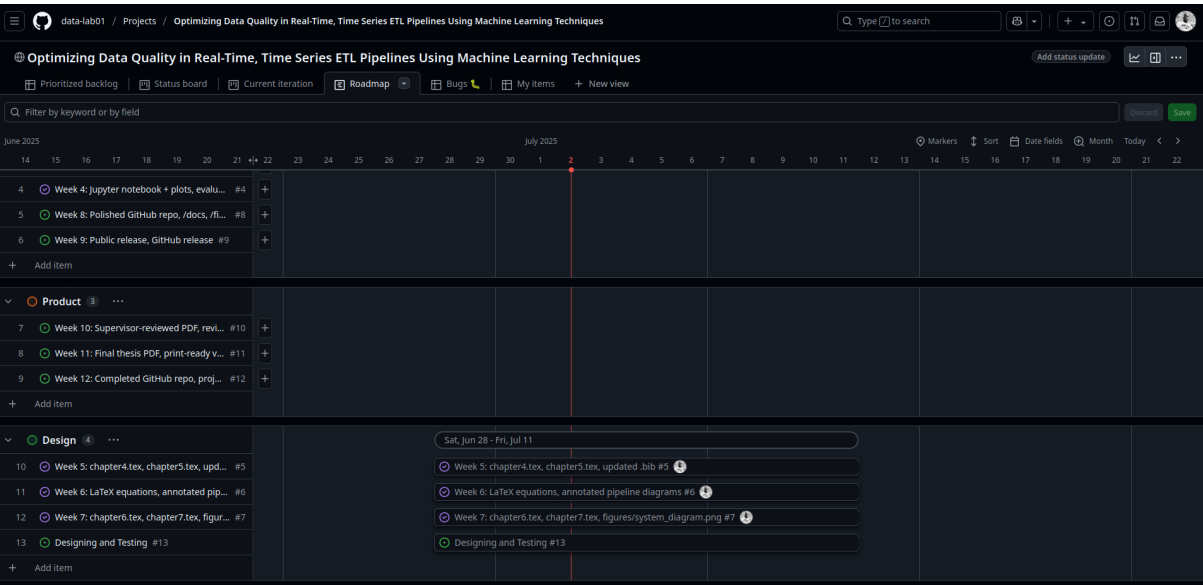 data-lab01 / Projects / Optimizing Data Quality in Real-Time, Time Series ETL Pipelines Using Machine Learning Techniques
Type / to search
Optimizing Data Quality in Real-Time, Time Series ETL Pipelines Using Machine Learning Techniques
Add status update
Prioritized backlog
Status board
Current iteration
Roadmap
Bugs 🐛
My items
+ New view
Filter by keyword or by field
Discard
Save
June 2025
July 2025
Markers
Sort
Date fields
Month
Today
14 15 16 17 18 19 20 21 22 23 24 25 26 27 28 29 30 1 2 3 4 5 6 7 8 9 10 11 12 13 14 15 16 17 18 19 20 21 22
4 Week 4: Jupyter notebook + plots, evalu... #4 +
5 Week 8: Polished GitHub repo, /docs, /fi... #8 +
6 Week 9: Public release, GitHub release #9 +
+ Add item
Product 3 ...
7 Week 10: Supervisor-reviewed PDF, revi... #10 +
8 Week 11: Final thesis PDF, print-ready v... #11 +
9 Week 12: Completed GitHub repo, proj... #12 +
+ Add item
Design 4 ...
Sat, Jun 28 - Fri, Jul 11
10 Week 5: chapter4.tex, chapter5.tex, upd... #5
Week 5: chapter4.tex, chapter5.tex, updated .bib #5
11 Week 6: LaTeX equations, annotated pip... #6
Week 6: LaTeX equations, annotated pipeline diagrams #6
12 Week 7: chapter6.tex, chapter7.tex, figur... #7
Week 7: chapter6.tex, chapter7.tex, figures/system_diagram.png #7
13 Designing and Testing #13
Designing and Testing #13
+ Add item